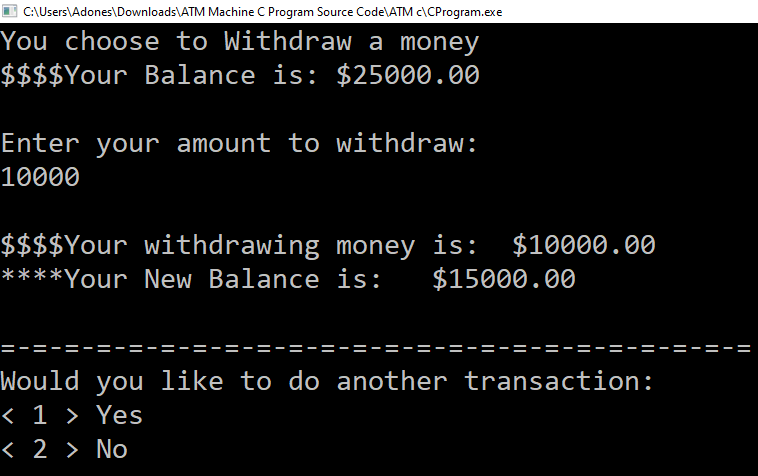 C:\Users\Adones\Downloads\ATM Machine C Program Source Code\ATM c\CProgram.exe
You choose to Withdraw a money
$$$$Your Balance is: $25000.00
Enter your amount to withdraw:
10000
$$$$Your withdrawing money is:  $10000.00
****Your New Balance is:   $15000.00
=-=-=-=-=-=-=-=-=-=-=-=-=-=-=-=-=-=-=-=-=-=-=-=
Would you like to do another transaction:
< 1 > Yes
< 2 > No